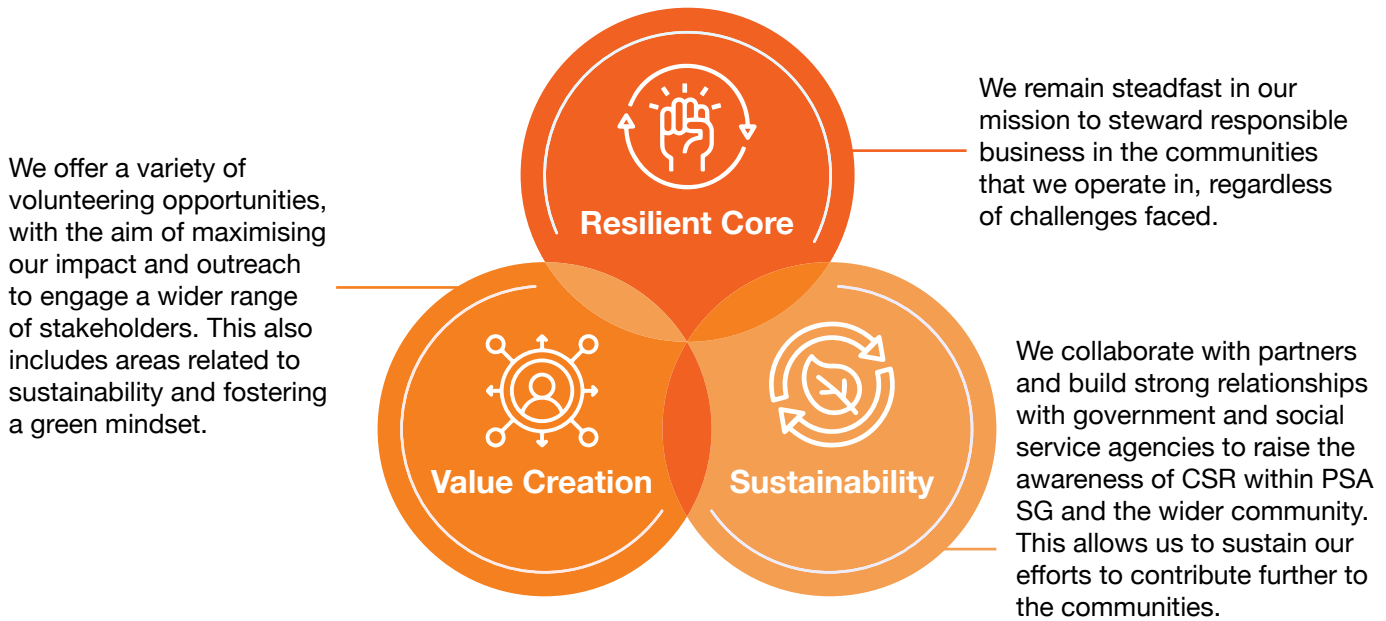 We remain steadfast in our
mission to steward responsible
business in the communities
that we operate in, regardless
of challenges faced.
Resilient Core
We offer a variety of
volunteering opportunities,
with the aim of maximising
our impact and outreach
to engage a wider range
of stakeholders. This also
includes areas related to
sustainability and fostering
a green mindset.
Value Creation
Sustainability
We collaborate with partners
and build strong relationships
with government and social
service agencies to raise the
awareness of CSR within PSA
SG and the wider community.
This allows us to sustain our
efforts to contribute further to
the communities.